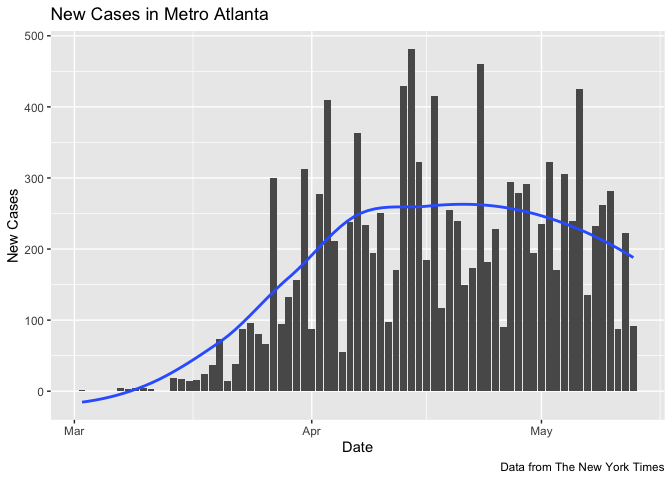 New Cases in Metro Atlanta
500
400
300
200
100
0
New Cases
Mar
Apr
May
Date
Data from The New York Times